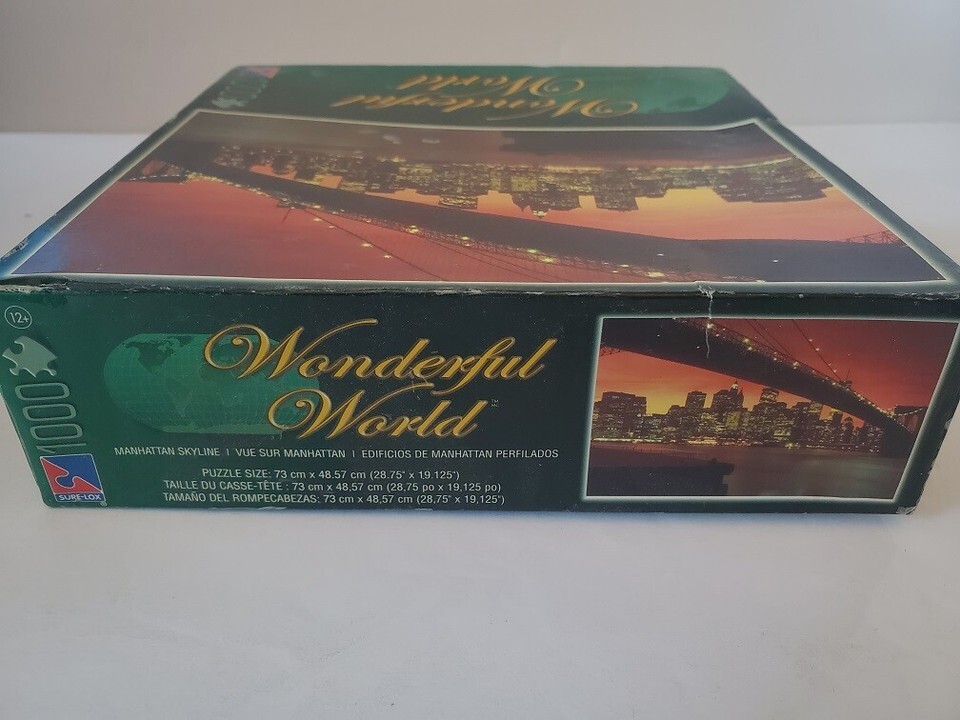 Wonderful
World
12+
1000
Wonderful
World
TM
MC
MANHATTAN SKYLINE | VUE SUR MANHATTAN | EDIFICIOS DE MANHATTAN PERFILADOS
PUZZLE SIZE: 73 cm x 48.57 cm (28.75" x 19.125")
TAILLE DU CASSE-TÊTE : 73 cm x 48,57 cm (28,75 po x 19,125 po)
TAMAÑO DEL ROMPECABEZAS: 73 cm x 48,57 cm (28,75" x 19,125")
SURE-LOX